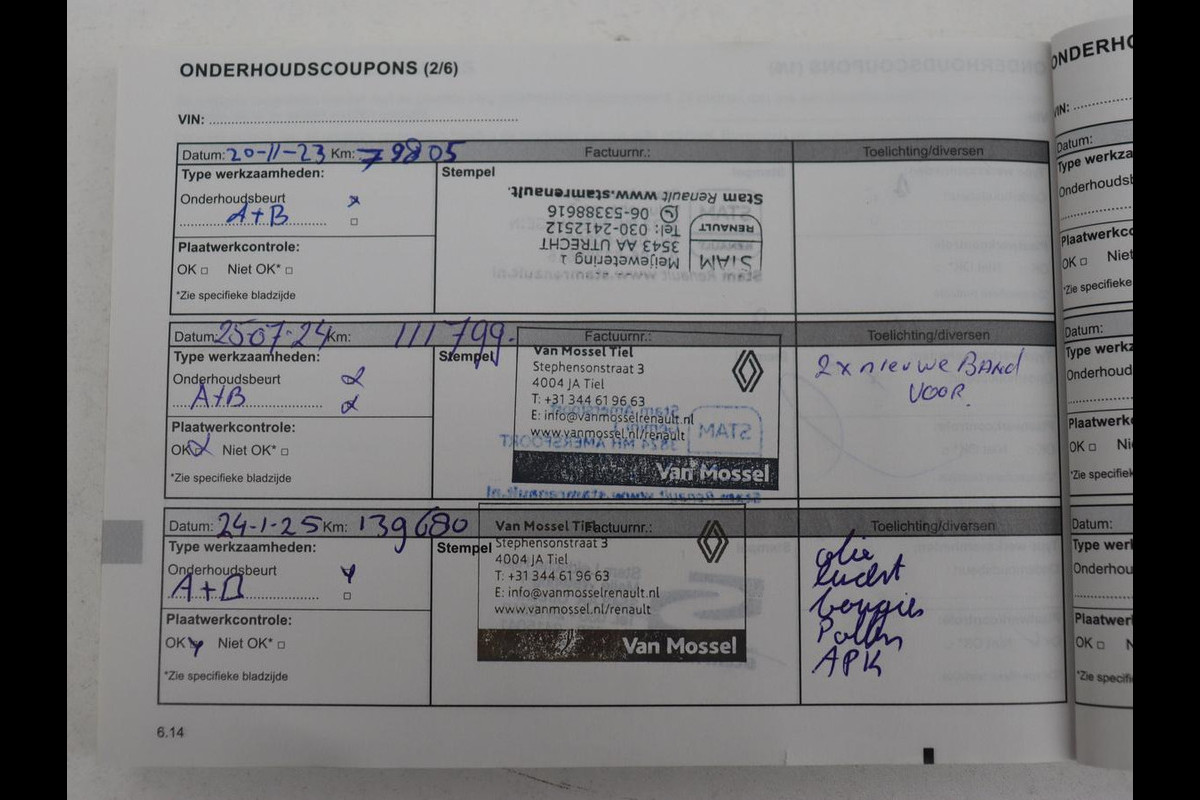 ONDERHOUDSCOUPONS (2/6)
VIN:
Datum: 20-11-23 Km: 79805 Factuurnr.: Toelichting/diversen
Type werkzaamheden:
Stempel
Onderhoudsbeurt x
A+B
Plaatwerkcontrole:
OK □ Niet OK* □
*Zie specifieke bladzijde
STAM
RENAULT
Meijewetering 1
3543 AA UTRECHT
Tel: 030-2412512
06-53388616
Stam Renault www.stamrenault.
Datum: 25-07-24 Km: 111799. Factuurnr.: Toelichting/diversen
Type werkzaamheden:
Stempel
Onderhoudsbeurt
A+B
Plaatwerkcontrole:
OK Niet OK* □
*Zie specifieke bladzijde
Van Mossel Tiel
Stephensonstraat 3
4004 JA Tiel
T: +31 344 61 96 63
E: info@vanmosselrenault.nl
www.vanmossel.nl/renault
Van Mossel
2x nieuwe Band
voor.
Datum: 24-1-25 Km: 139680 Factuurnr.: Toelichting/diversen
Type werkzaamheden:
Stempel
Onderhoudsbeurt
A+B
Plaatwerkcontrole:
OK Niet OK* □
*Zie specifieke bladzijde
Van Mossel Tiel
Stephensonstraat 3
4004 JA Tiel
T: +31 344 61 96 63
E: info@vanmosselrenault.nl
www.vanmossel.nl/renault
Van Mossel
olie
lucht
bougies
Pollen
APK
6.14
ONDERHO
VIN:
Datum:
Type werkza
Onderhoudsb
Plaatwerkco
OK □ Niet
*Zie specifieke
Datum:
Type werkz
Onderhoud
Plaatwerk
OK □ Ni
*Zie specifiek
Datum:
Type werl
Onderhou
Plaatwer
OK □ N
*Zie specifi